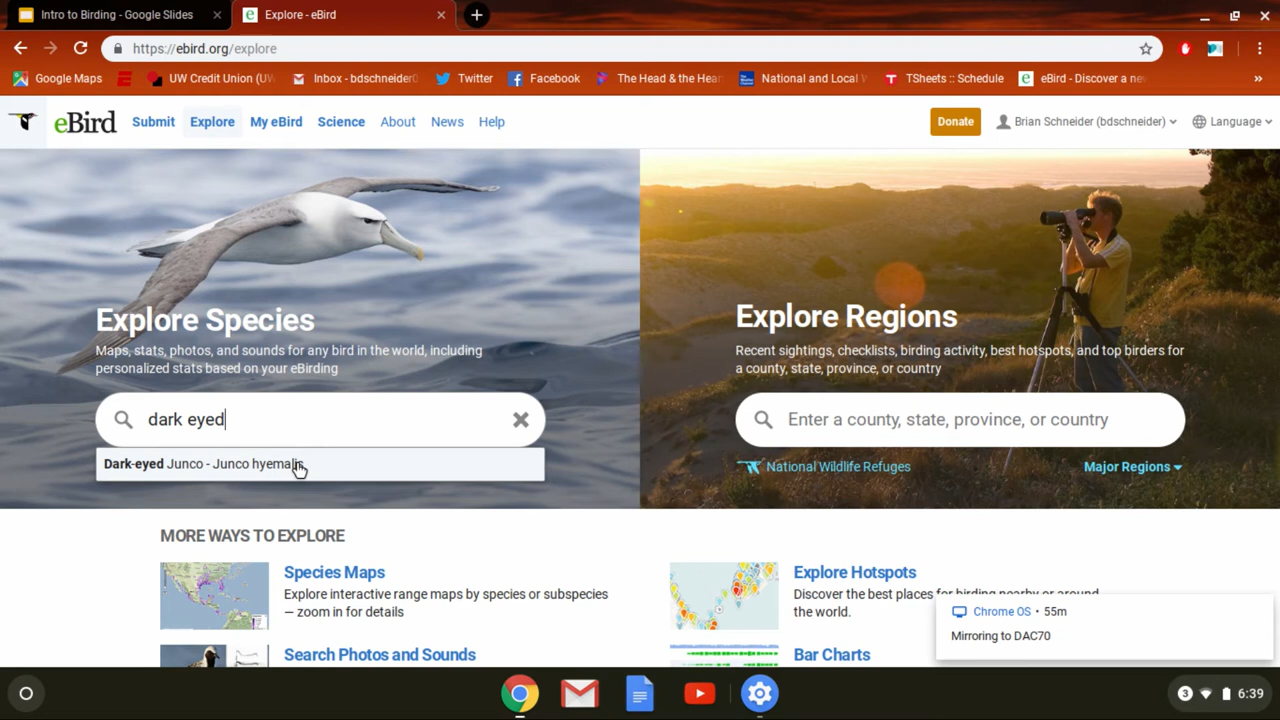 Intro to Birding - Google Slides
Explore - eBird
https://ebird.org/explore
Google Maps
UW Credit Union (UW
Inbox - bdschneider
Twitter
Facebook
The Head & the Hear
National and Local
TSheets :: Schedule
eBird - Discover a ne
»
eBird
Submit
Explore
My eBird
Science
About
News
Help
Donate
Brian Schneider (bdschneider)
Language
Explore Species
Maps, stats, photos, and sounds for any bird in the world, including
personalized stats based on your eBirding
dark eyed
Dark-eyed Junco - Junco hyemalis
Explore Regions
Recent sightings, checklists, birding activity, best hotspots, and top birders for
a county, state, province, or country
Enter a county, state, province, or country
National Wildlife Refuges
Major Regions
MORE WAYS TO EXPLORE
Species Maps
Explore interactive range maps by species or subspecies
— zoom in for details
Explore Hotspots
Discover the best places for birding nearby or around
the world.
Search Photos and Sounds
Bar Charts
Chrome OS • 55m
Mirroring to DAC70
3
6:39